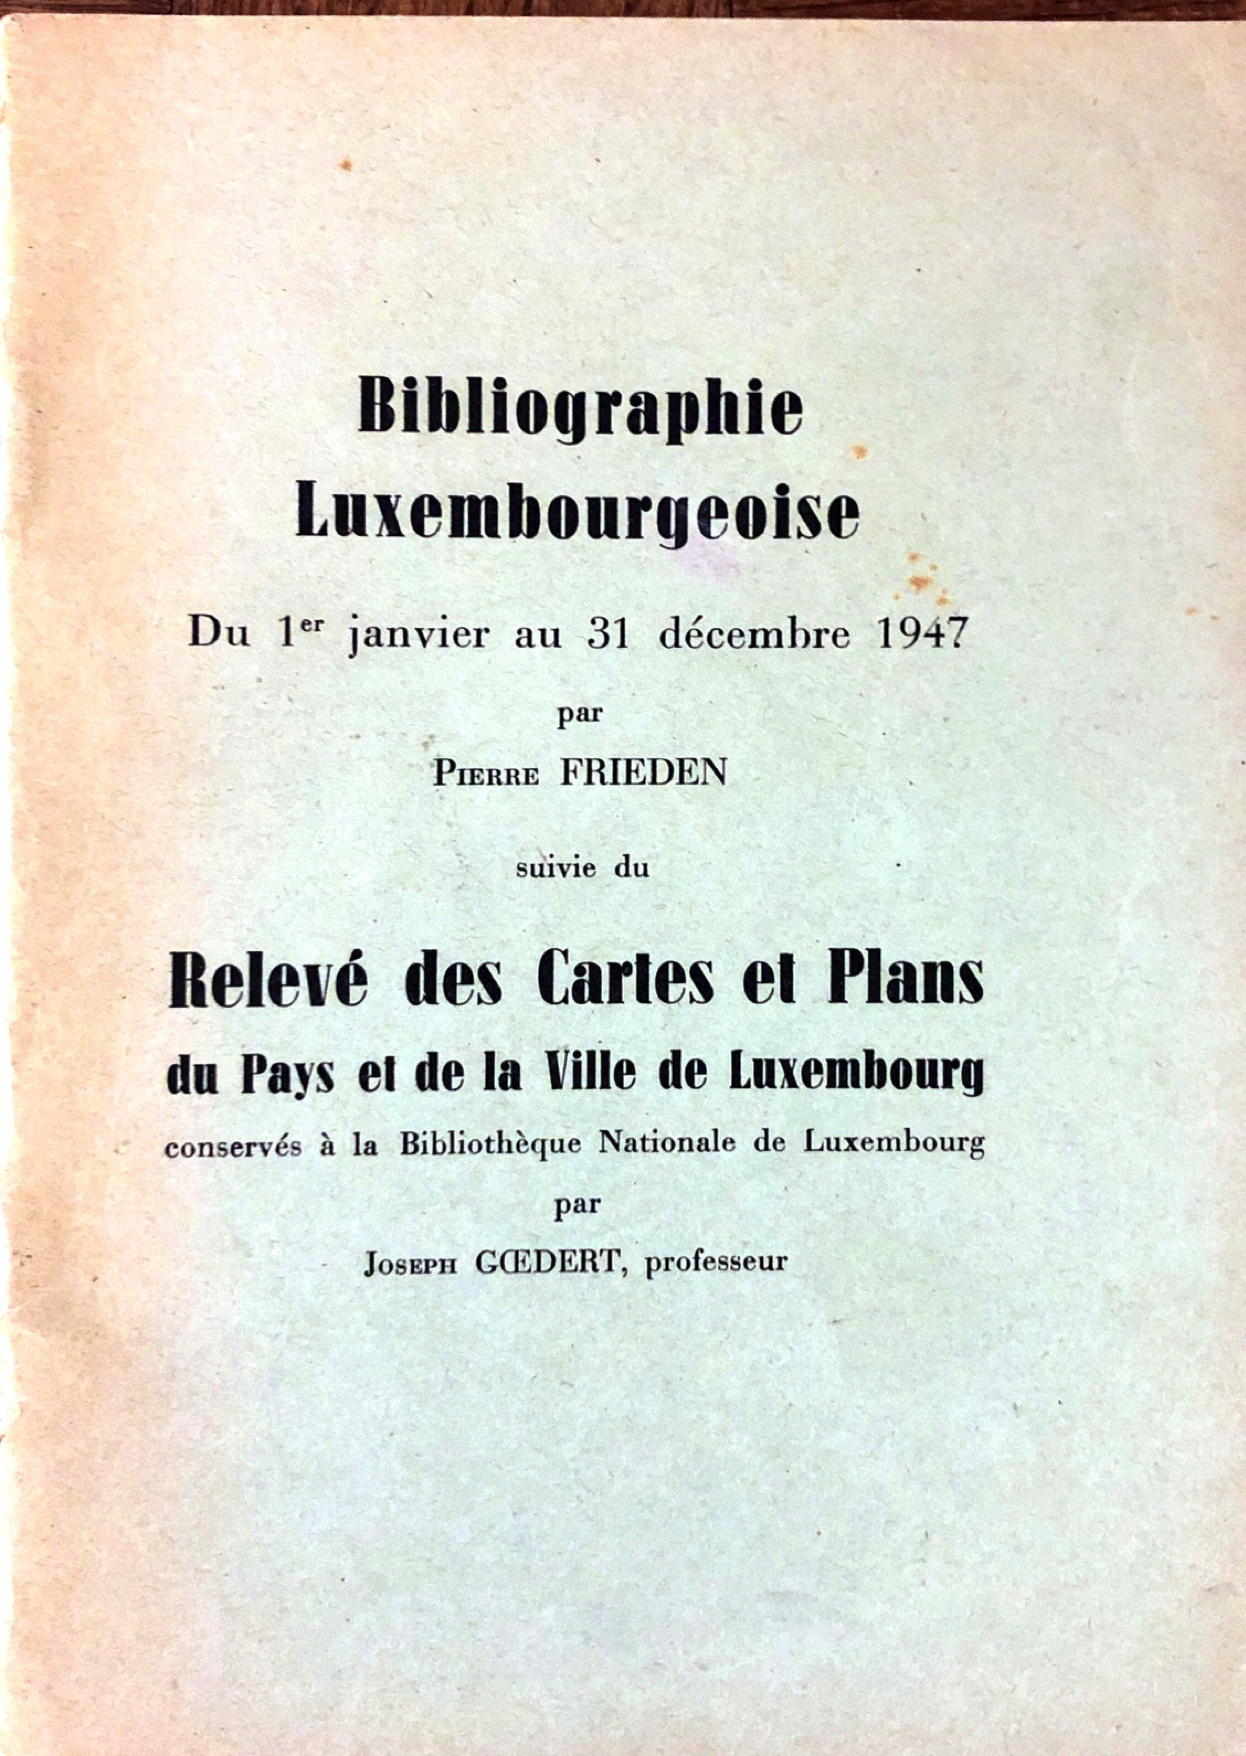 Bibliographie
Luxembourgeoise
Du 1er janvier au 31 décembre 1947
par
Pierre FRIEDEN
suivie du
Relevé des Cartes et Plans
du Pays et de la Ville de Luxembourg
conservés à la Bibliothèque Nationale de Luxembourg
par
Joseph GŒDERT, professeur